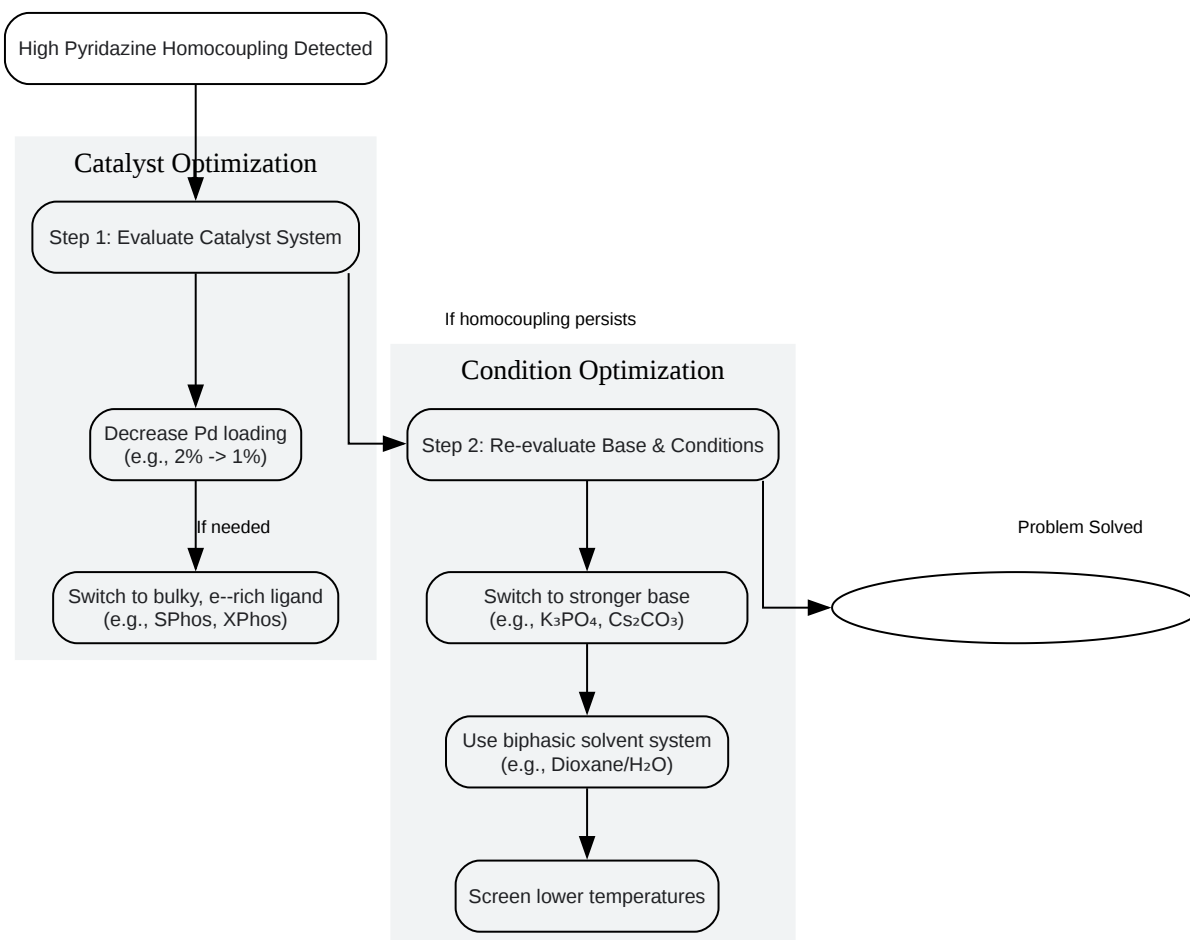 High Pyridazine Homocoupling Detected
Catalyst Optimization
Step 1: Evaluate Catalyst System
If homocoupling persists
Condition Optimization
Decrease Pd loading
(e.g., 2% -> 1%)
Step 2: Re-evaluate Base & Conditions
If needed
Problem Solved
Switch to bulky, e--rich ligand
(e.g., SPhos, XPhos)
Switch to stronger base
(e.g., K₃PO₄, Cs₂CO₃)
Use biphasic solvent system
(e.g., Dioxane/H₂O)
Screen lower temperatures